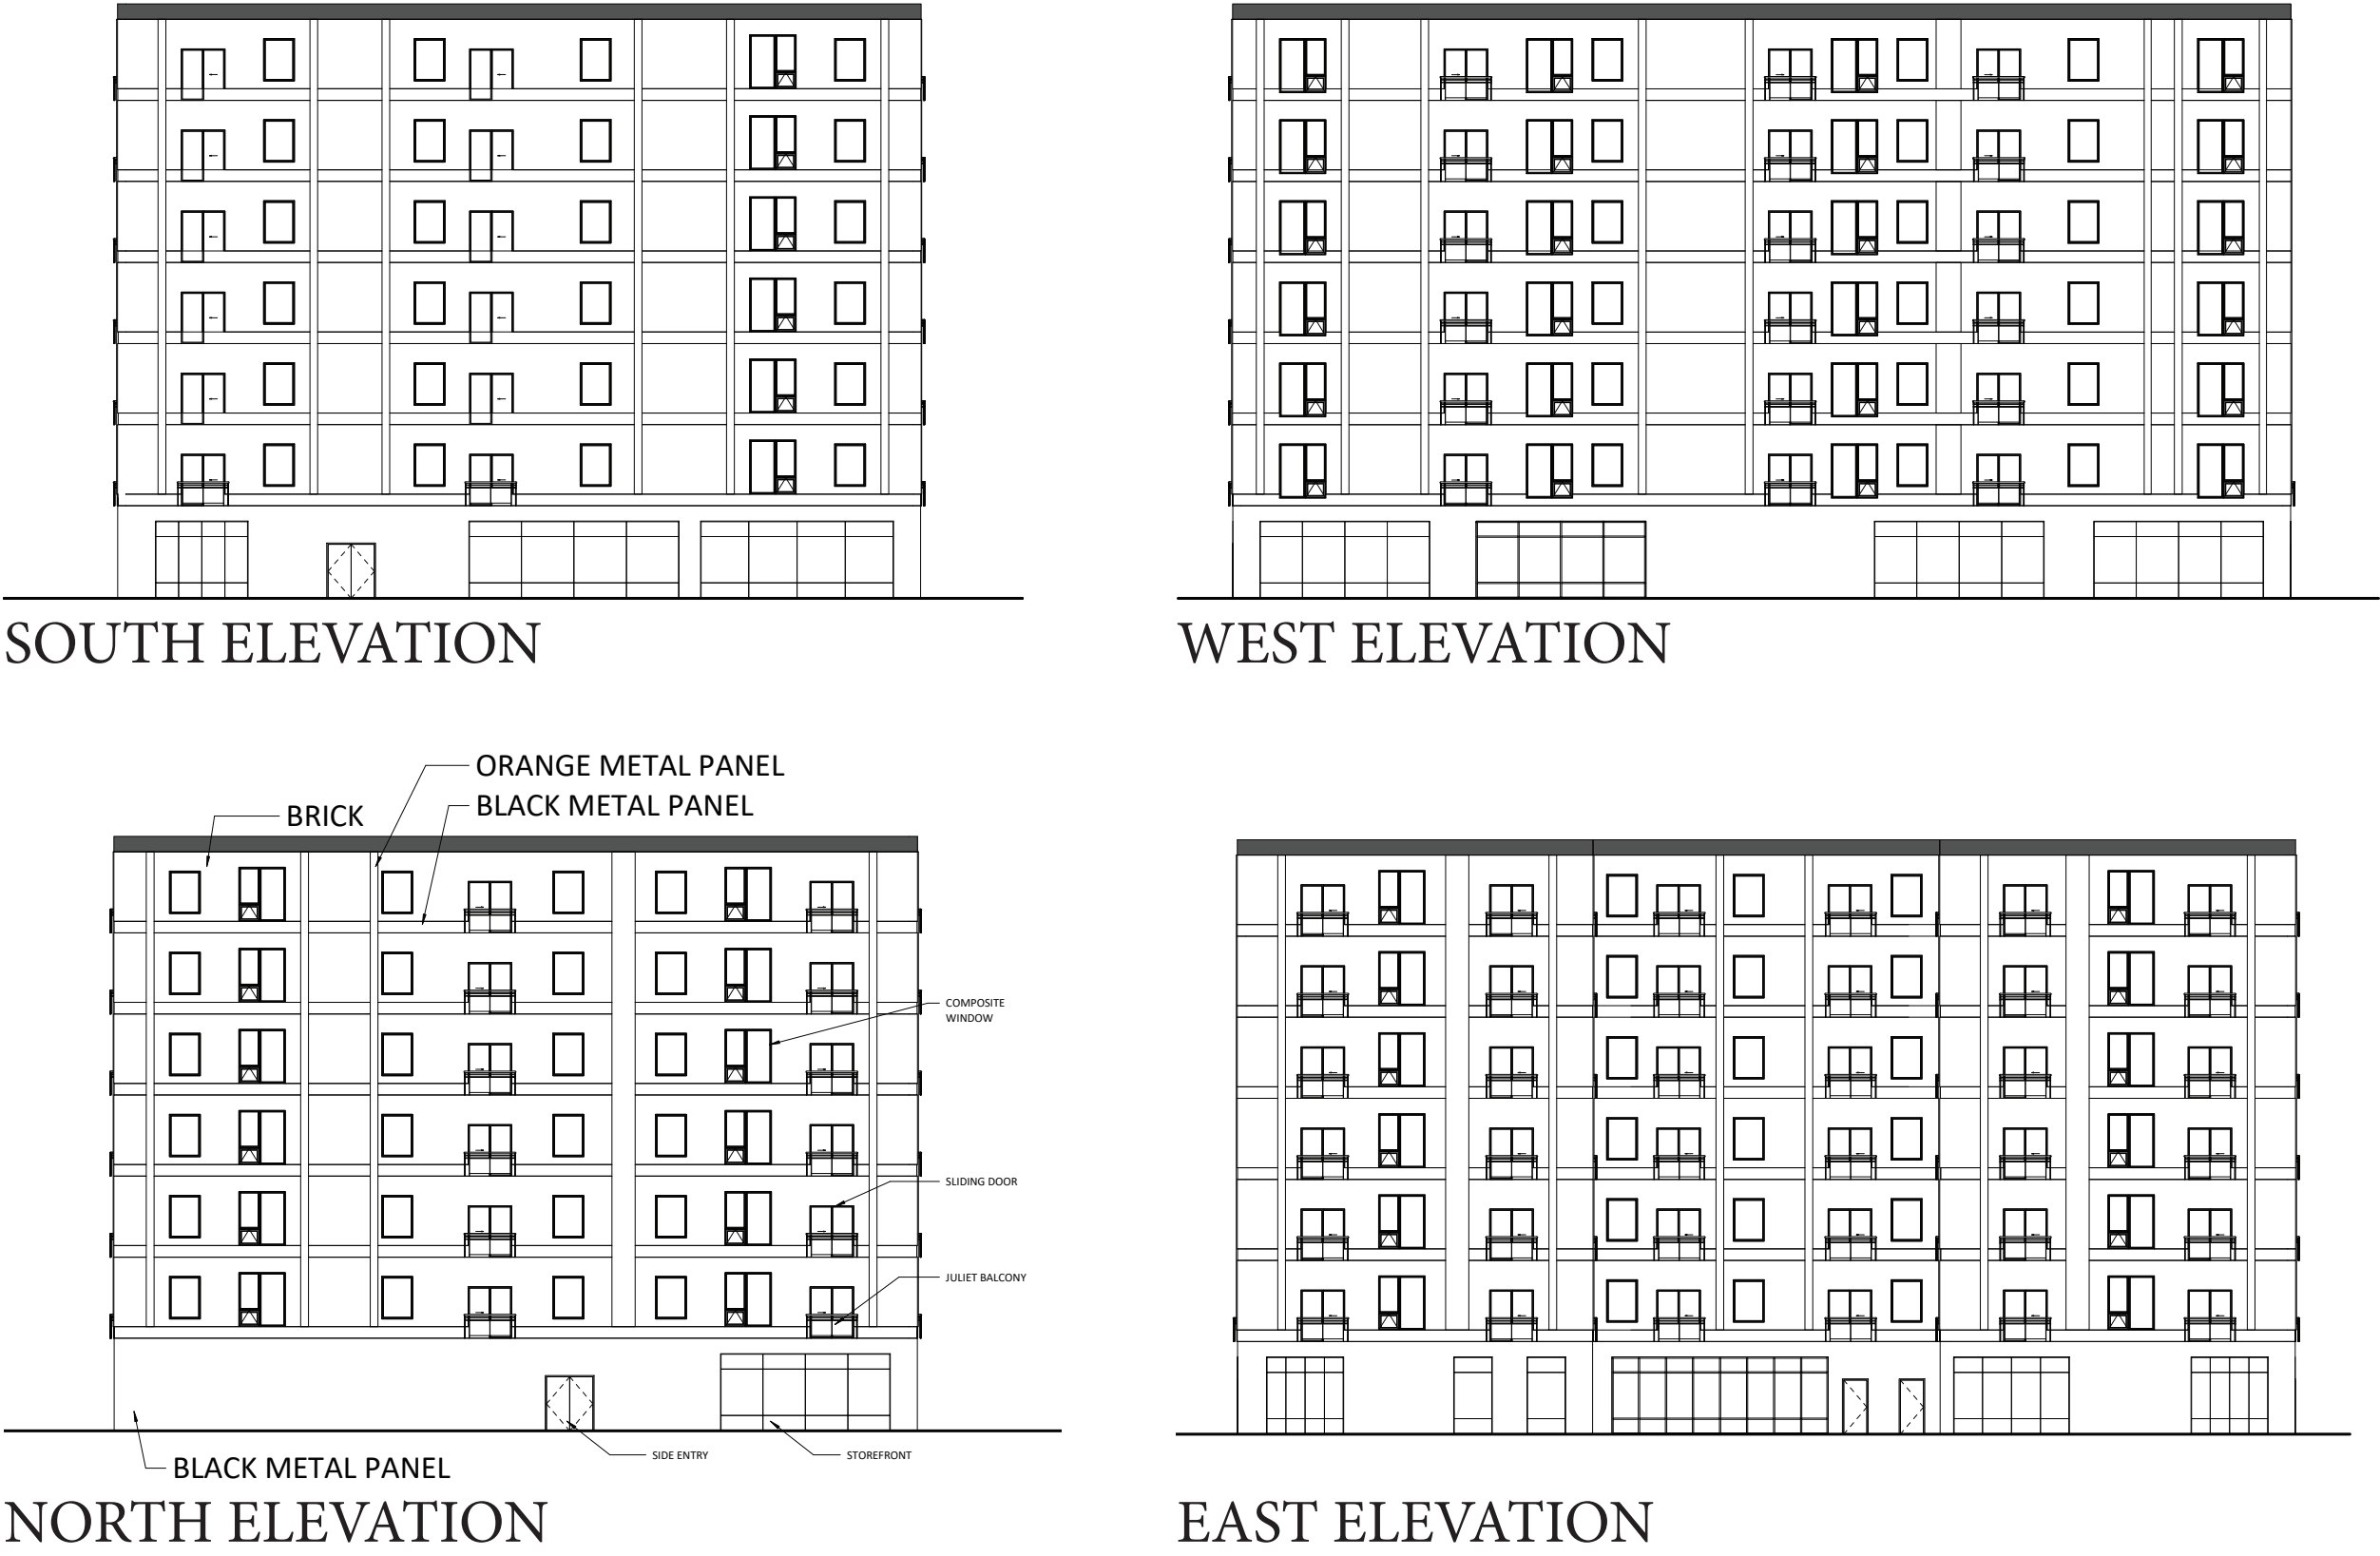 SOUTH ELEVATION
WEST ELEVATION
ORANGE METAL PANEL
BLACK METAL PANEL
BRICK
COMPOSITE
WINDOW
SLIDING DOOR
JULIET BALCONY
SIDE ENTRY
STOREFRONT
BLACK METAL PANEL
NORTH ELEVATION
EAST ELEVATION